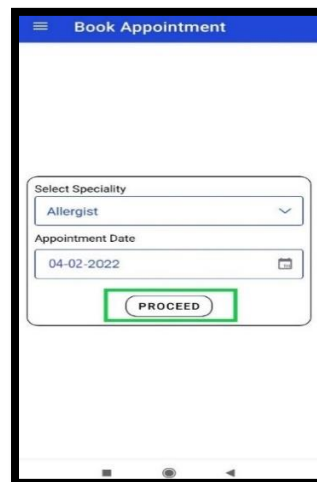 Book Appointment
Select Speciality
Allergist
Appointment Date
04-02-2022
PROCEED